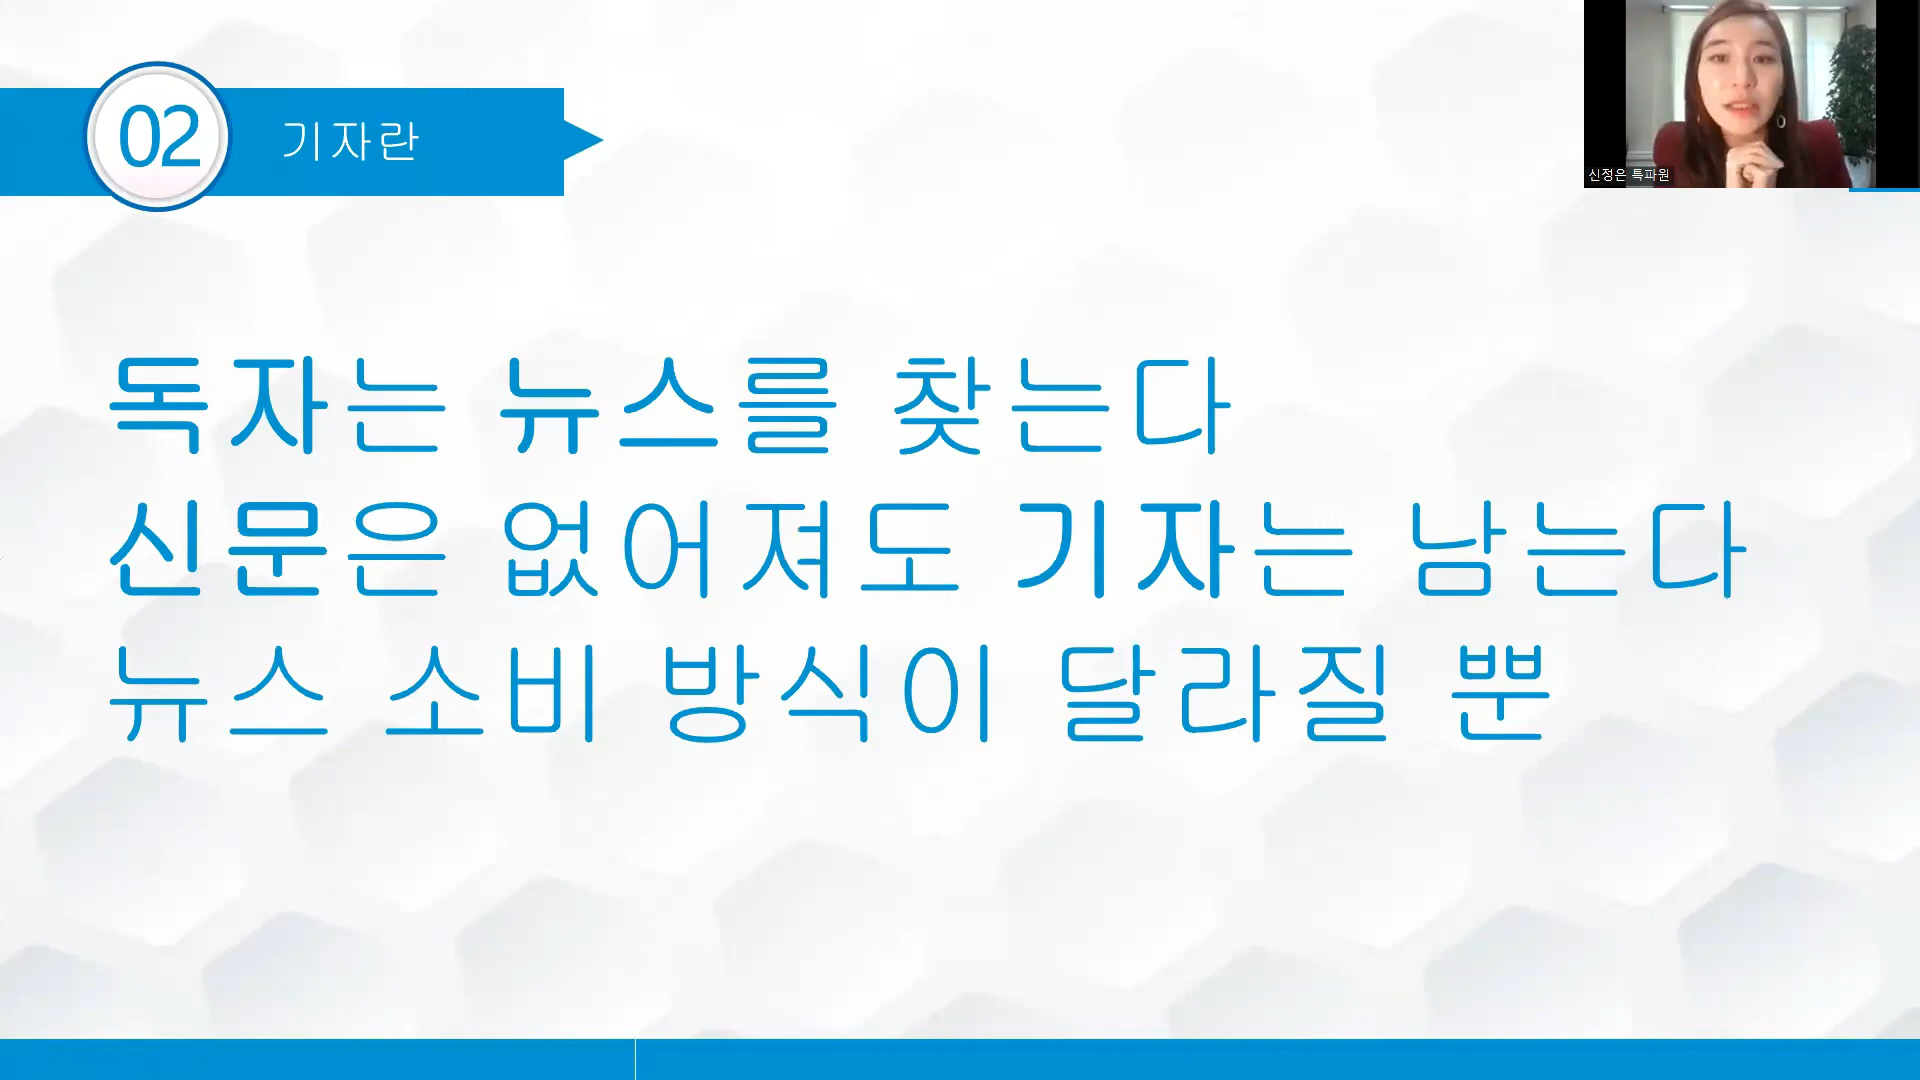 02 기자란
신정은 특파원
독자는 뉴스를 찾는다
신문은 없어져도 기자는 남는다
뉴스 소비 방식이 달라질 뿐